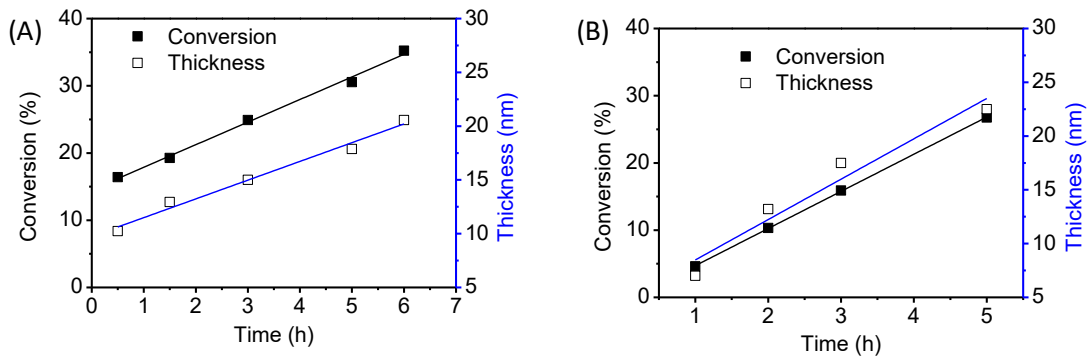 (A)
Conversion
Thickness
Conversion (%)
0
10
20
30
40
Thickness (nm)
5
10
15
20
25
30
0 1 2 3 4 5 6 7
Time (h)
(B)
Conversion
Thickness
Conversion (%)
0
10
20
30
40
Thickness (nm)
5
10
15
20
25
30
1 2 3 4 5
Time (h)